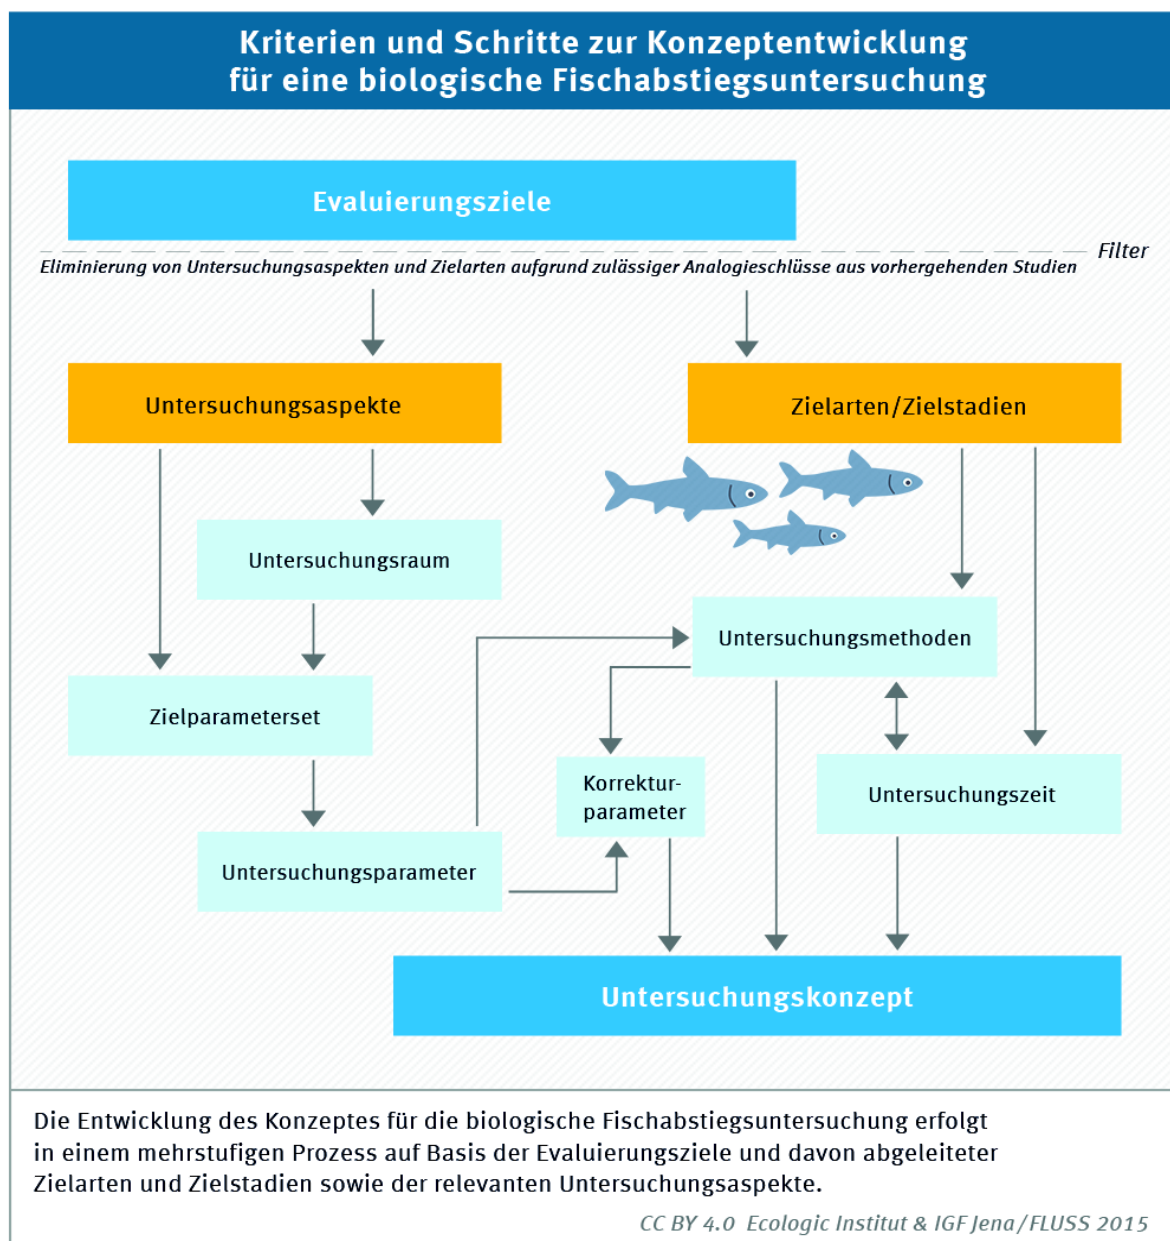 Kriterien und Schritte zur Konzeptentwicklung
für eine biologische Fischabstiegsuntersuchung
Evaluierungsziele
Filter
Eliminierung von Untersuchungsaspekten und Zielarten aufgrund zulässiger Analogieschlüsse aus vorhergehenden Studien
Untersuchungsaspekte
Zielarten/Zielstadien
Untersuchungsraum
Untersuchungsmethoden
Zielparameterset
Korrektur-
parameter
Untersuchungszeit
Untersuchungsparameter
Untersuchungskonzept
Die Entwicklung des Konzeptes für die biologische Fischabstiegsuntersuchung erfolgt
in einem mehrstufigen Prozess auf Basis der Evaluierungsziele und davon abgeleiteter
Zielarten und Zielstadien sowie der relevanten Untersuchungsaspekte.
CC BY 4.0 Ecologic Institut & IGF Jena/FLUSS 2015